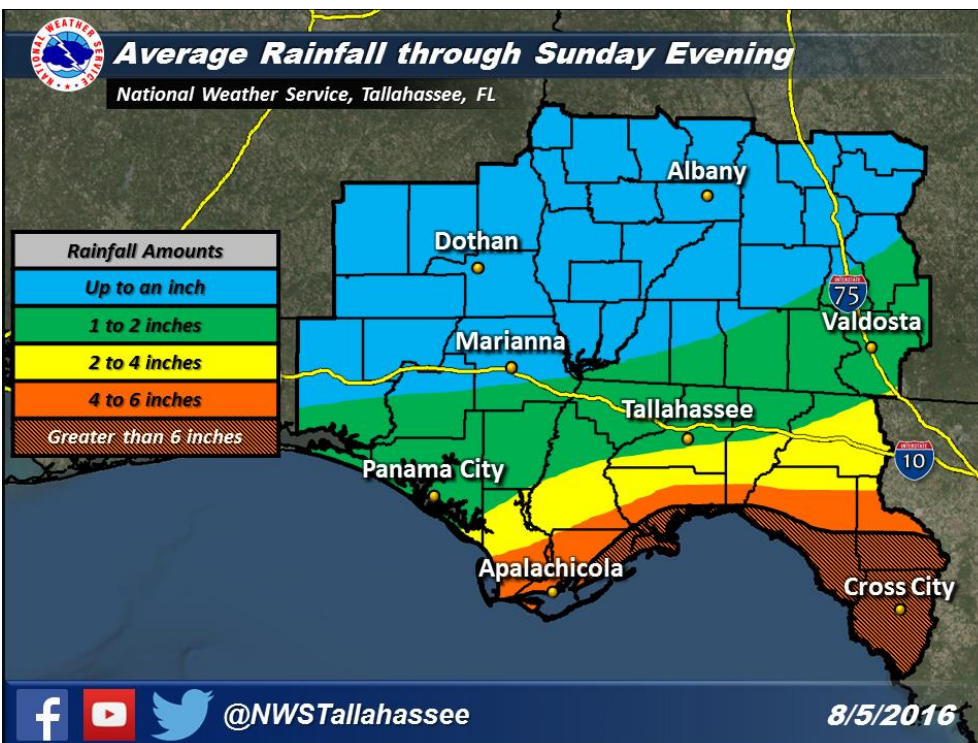 NATIONAL WEATHER SERVICE
Average Rainfall through Sunday Evening
National Weather Service, Tallahassee, FL
Albany
Dothan
Rainfall Amounts
Up to an inch
1 to 2 inches
2 to 4 inches
4 to 6 inches
Greater than 6 inches
INTERSTATE
75
Valdosta
Marianna
Tallahassee
INTERSTATE
10
Panama City
Apalachicola
Cross City
@NWSTallahassee
8/5/2016